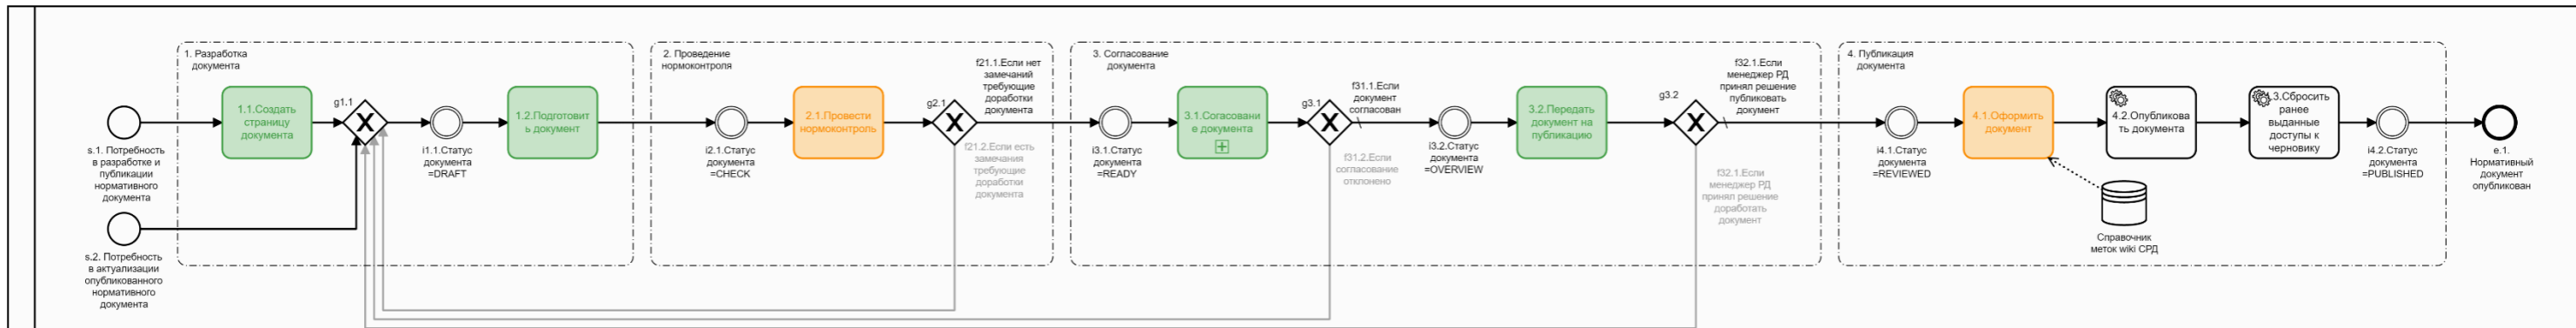 s.1. Потребность
в разработке и
публикации
нормативного
документа
s.2. Потребность
в актуализации
опубликованного
нормативного
документа
1. Разработка
документа
1.1.Создать
страницу
документа
g1.1
i1.1.Статус
документа
=DRAFT
1.2.Подготовит
ь документ
2. Проведение
нормоконтроля
i2.1.Статус
документа
=CHECK
2.1.Провести
нормоконтроль
g2.1
f21.1.Если нет
замечаний
требующие
доработки
документа
f21.2.Если есть
замечания
требующие
доработки
документа
3. Согласование
документа
i3.1.Статус
документа
=READY
3.1.Согасовани
е документа
g3.1
f31.1.Если
документ
согласован
f31.2.Если
согласование
отклонено
i3.2.Статус
документа
=OVERVIEW
3.2.Передать
документ на
публикацию
g3.2
f32.1.Если
менеджер РД
принял решение
публиковать
документ
f32.1.Если
менеджер РД
принял решение
доработать
документ
4. Публикация
документа
i4.1.Статус
документа
=REVIEWED
4.1.Оформить
документ
Справочник
меток wiki СРД
4.2.Опубликова
ть документа
.3.Сбросить
ранее
выданные
доступы к
черновику
i4.2.Статус
документа
=PUBLISHED
e.1.
Нормативный
документ
опубликован